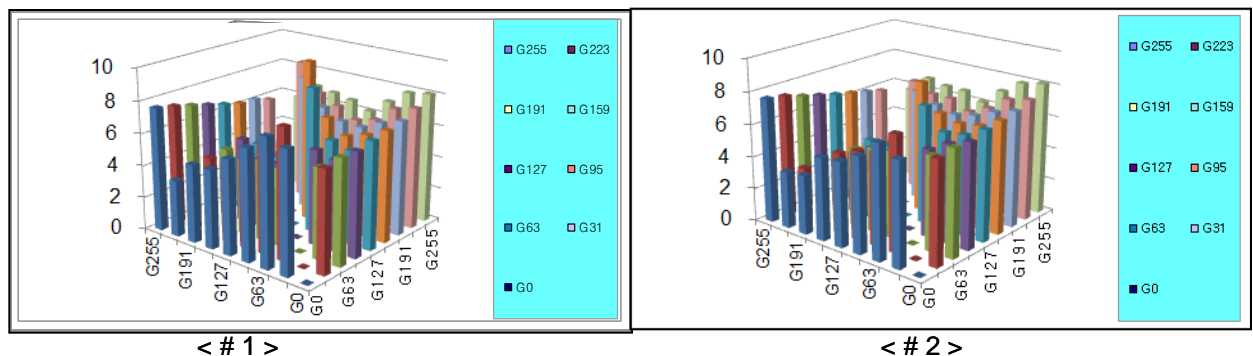 10
8
6
4
2
0
G255
G191
G127
G63
G0
G0
G63
G127
G191
G255
G255 G223
G191 G159
G127 G95
G63 G31
G0
< # 1 >
10
8
6
4
2
0
G255
G191
G127
G63
G0
G0
G63
G127
G191
G255
G255 G223
G191 G159
G127 G95
G63 G31
G0
< # 2 >